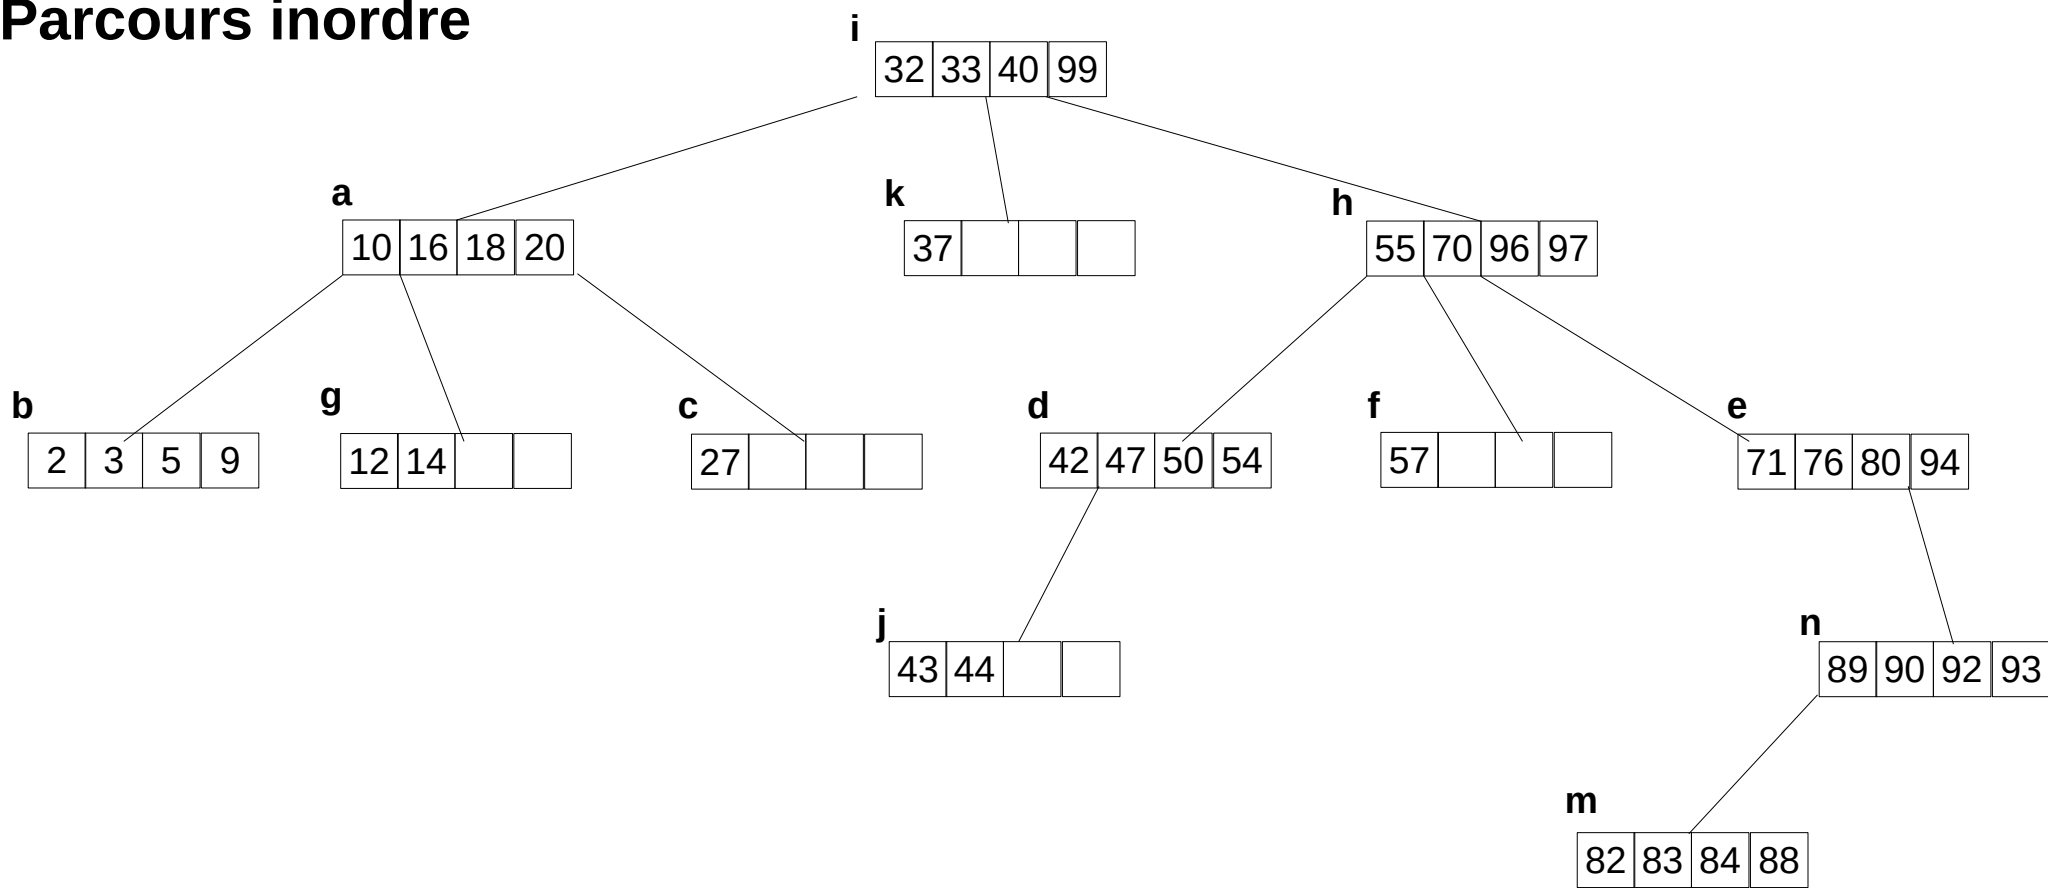 Parcours inordre
i
32 33 40 99
a
10 16 18 20
k
37
h
55 70 96 97
b
2 3 5 9
g
12 14
c
27
d
42 47 50 54
f
57
e
71 76 80 94
j
43 44
n
89 90 92 93
m
82 83 84 88